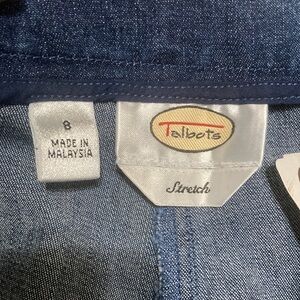 8
MADE IN
MALAYSIA
Talbots
Stretch